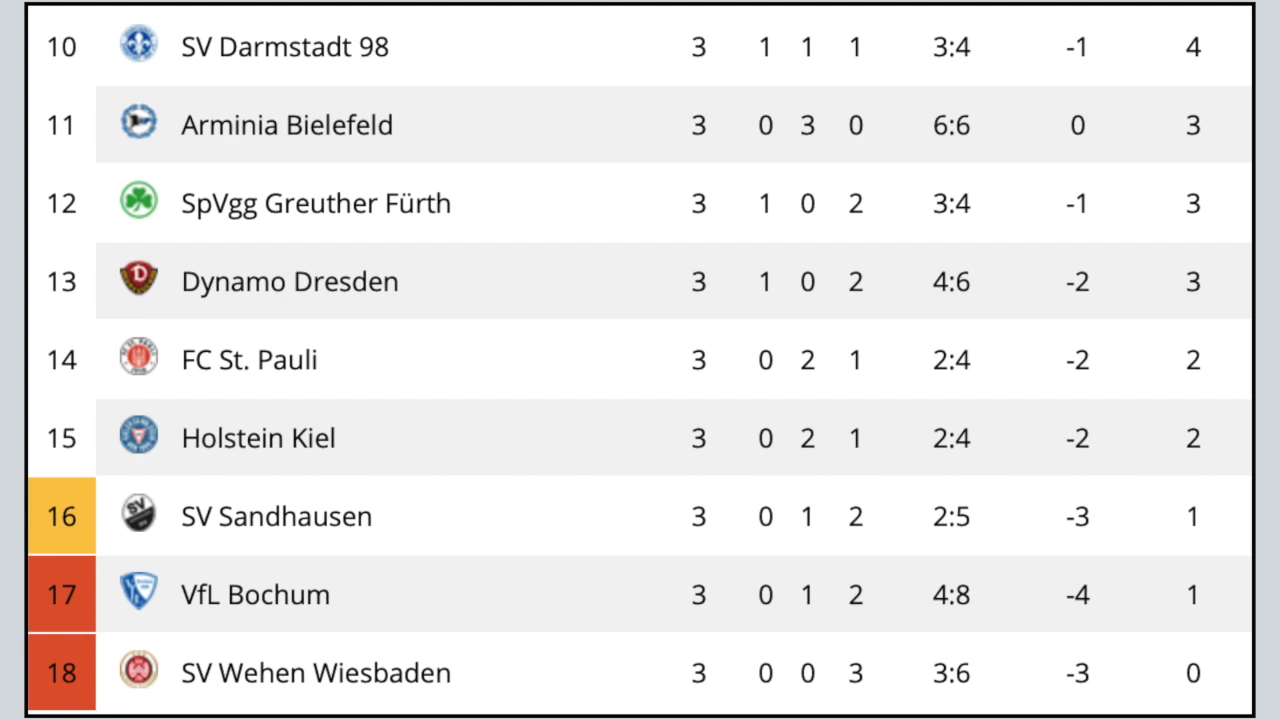 10 SV Darmstadt 98 3 1 1 1 3:4 -1 4
11 Arminia Bielefeld 3 0 3 0 6:6 0 3
12 SpVgg Greuther Fürth 3 1 0 2 3:4 -1 3
13 Dynamo Dresden 3 1 0 2 4:6 -2 3
14 FC St. Pauli 3 0 2 1 2:4 -2 2
15 Holstein Kiel 3 0 2 1 2:4 -2 2
16 SV Sandhausen 3 0 1 2 2:5 -3 1
17 VfL Bochum 3 0 1 2 4:8 -4 1
18 SV Wehen Wiesbaden 3 0 0 3 3:6 -3 0